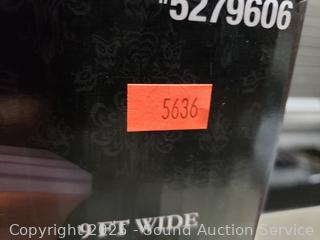 #5279606
5636
9 FT WIDE
Copyright 2025 - Sound Auction Service